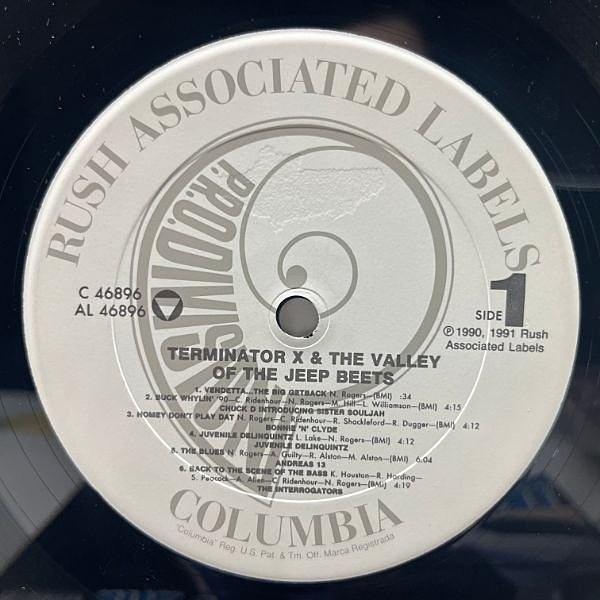 RUSH ASSOCIATED LABELS
P.R.O. DIVISION
C 46896
AL 46896
SIDE 1
℗ 1990, 1991 Rush
Associated Labels
TERMINATOR X & THE VALLEY
OF THE JEEP BEETS
1. VENDETTA...THE BIG GETBACK-N. Rogers-(BMI) :34
2. BUCK WHYLIN' '90-C. Ridenhour-N. Rogers-M. Hill-L. Williamson-(BMI) 4:15
CHUCK D INTRODUCING SISTER SOULJAH
3. HOMEY DON'T PLAY DAT N. Rogers-C. Ridenhour-R. Shockleford-R. Dugger-(BMI) 4:12
BONNIE 'N' CLYDE
4. JUVENILE DELINQUINTZ L. Lake-N. Rogers-(BMI) 4:12
JUVENILE DELINQUINTZ
5. THE BLUES N. Rogers-A. Guilty-R. Alston-M. Alston-(BMI) 6:04
ANDREAS 13
6. BACK TO THE SCENE OF THE BASS K. Houston-R. Harding-
S. Peacock-A. Allen-C. Ridenhour-N. Rogers-(BMI) 4:19
THE INTERROGATORS
COLUMBIA
"Columbia" Reg. U.S. Pat. & Tm. Off. Marca Registrada